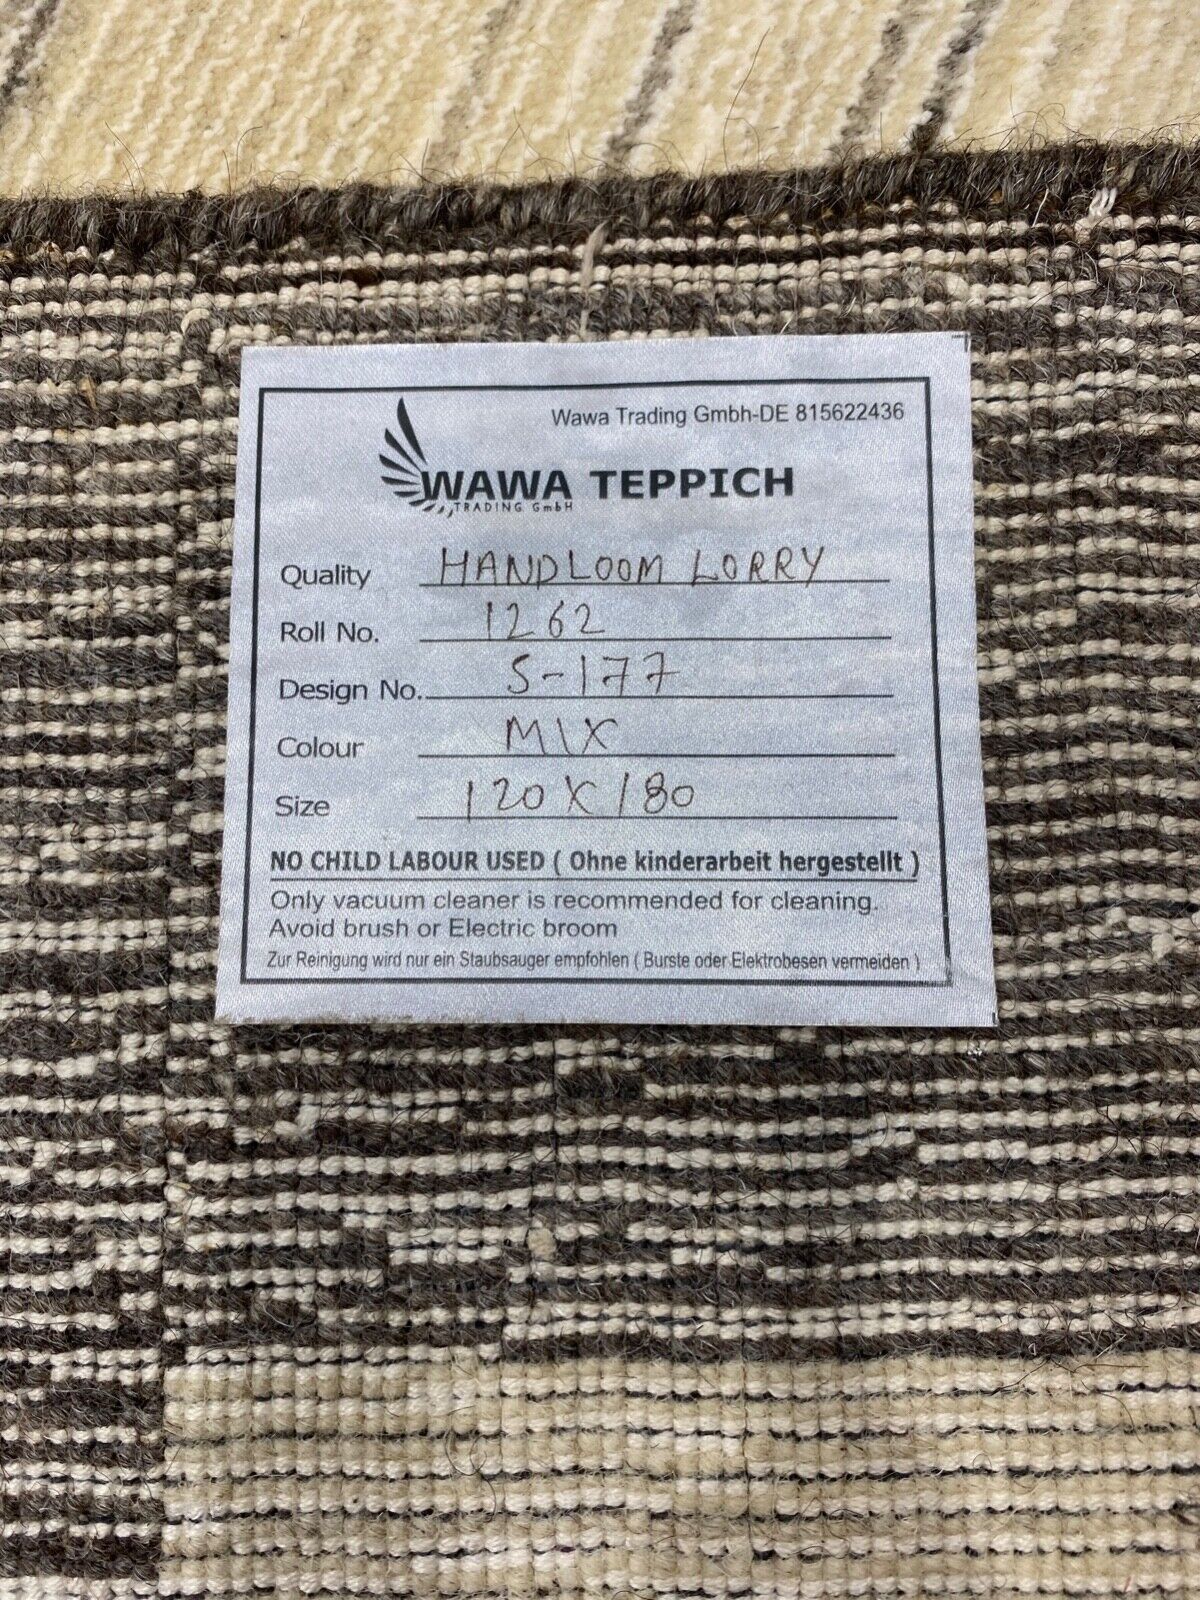 Wawa Trading Gmbh-DE 815622436
WAWA TEPPICH
TRADING GmbH
Quality HANDLOOM LORRY
Roll No. 1262
Design No. S-177
Colour MIX
Size 120X180
NO CHILD LABOUR USED ( Ohne kinderarbeit hergestellt )
Only vacuum cleaner is recommended for cleaning.
Avoid brush or Electric broom
Zur Reinigung wird nur ein Staubsauger empfohlen ( Burste oder Elektrobesen vermeiden )